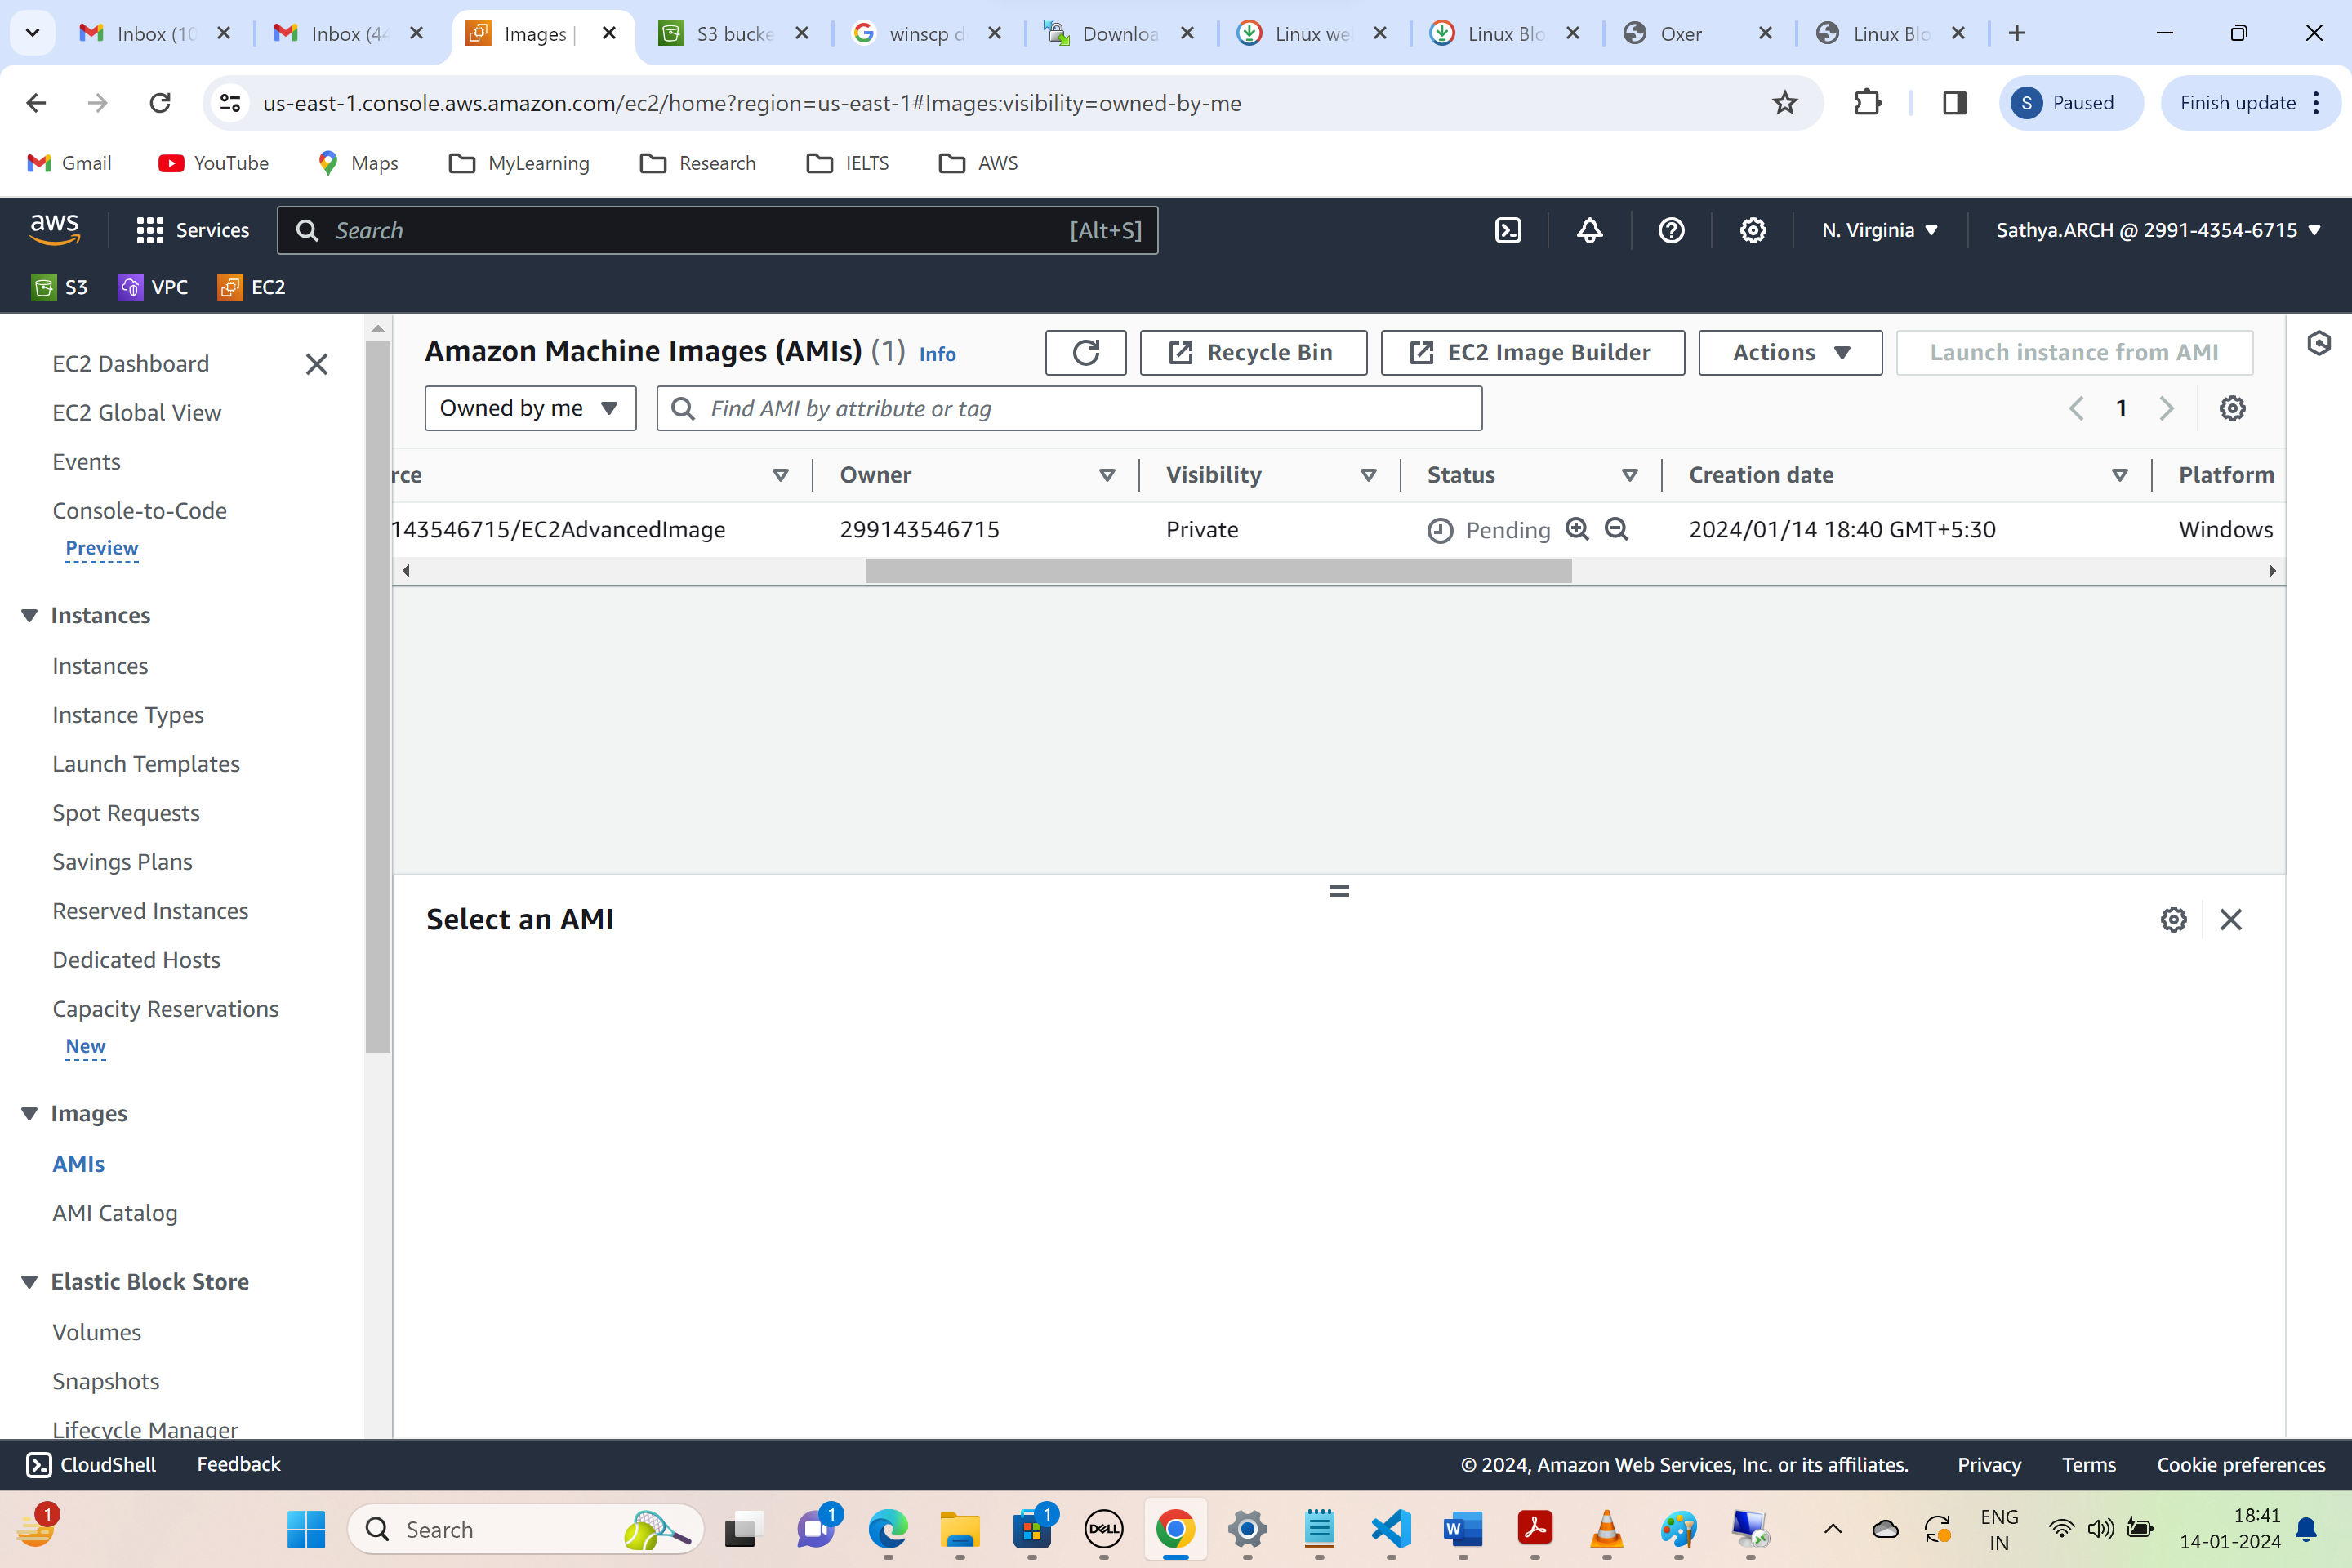 Inbox (10
Inbox (44
Images |
S3 bucke
winscp d
Downloa
Linux we
Linux Blo
Oxer
Linux Blo
us-east-1.console.aws.amazon.com/ec2/home?region=us-east-1#Images:visibility=owned-by-me
S
Paused
Finish update
Gmail
YouTube
Maps
MyLearning
Research
IELTS
AWS
aws
Services
Search
[Alt+S]
N. Virginia
Sathya.ARCH @ 2991-4354-6715
S3
VPC
EC2
EC2 Dashboard
EC2 Global View
Events
Console-to-Code
Preview
Instances
Instances
Instance Types
Launch Templates
Spot Requests
Savings Plans
Reserved Instances
Dedicated Hosts
Capacity Reservations
New
Images
AMIs
AMI Catalog
Elastic Block Store
Volumes
Snapshots
Lifecycle Manager
Amazon Machine Images (AMIs) (1) Info
Recycle Bin
EC2 Image Builder
Actions
Launch instance from AMI
Owned by me
Find AMI by attribute or tag
1
rce
Owner
Visibility
Status
Creation date
Platform
143546715/EC2AdvancedImage
299143546715
Private
Pending
2024/01/14 18:40 GMT+5:30
Windows
Select an AMI
CloudShell
Feedback
© 2024, Amazon Web Services, Inc. or its affiliates.
Privacy
Terms
Cookie preferences
1
Search
1
1
DELL
W
ENG
IN
18:41
14-01-2024